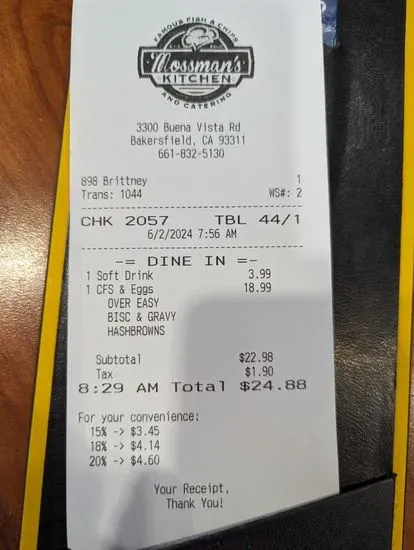 FAMOUS FISH & CHIPS
Mossman's
KITCHEN
AND CATERING
3300 Buena Vista Rd
Bakersfield, CA 93311
661-832-5130
898 Brittney 1
Trans: 1044 WS#: 2
CHK 2057 TBL 44/1
6/2/2024 7:56 AM
-= DINE IN =-
1 Soft Drink 3.99
1 CFS & Eggs 18.99
OVER EASY
BISC & GRAVY
HASHBROWNS
Subtotal $22.98
Tax $1.90
8:29 AM Total $24.88
For your convenience:
15% -> $3.45
18% -> $4.14
20% -> $4.60
Your Receipt,
Thank You!